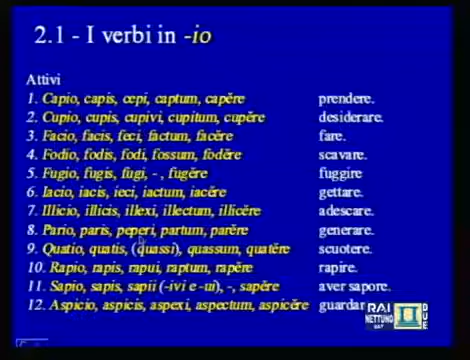 2.1 - I verbi in -io
Attivi
1. Capio, capis, cepi, captum, capĕre prendere.
2. Cupio, cupis, cupivi, cupitum, cupĕre desiderare.
3. Facio, facis, feci, factum, facĕre fare.
4. Fodio, fodis, fodi, fossum, fodĕre scavare.
5. Fugio, fugis, fugi, - , fugĕre fuggire
6. Iacio, iacis, ieci, iactum, iacĕre gettare.
7. Illicio, illicis, illexi, illectum, illicĕre adescare.
8. Pario, paris, peperi, partum, parĕre generare.
9. Quatio, quatis, (quassi), quassum, quatĕre scuotere.
10. Rapio, rapis, rapui, raptum, rapĕre rapire.
11. Sapio, sapis, sapii (-ivi e -ui), -, sapĕre aver sapore.
12. Aspicio, aspicis, aspexi, aspectum, aspicĕre guardar
RAI
NETTUNO
SAT
DUE